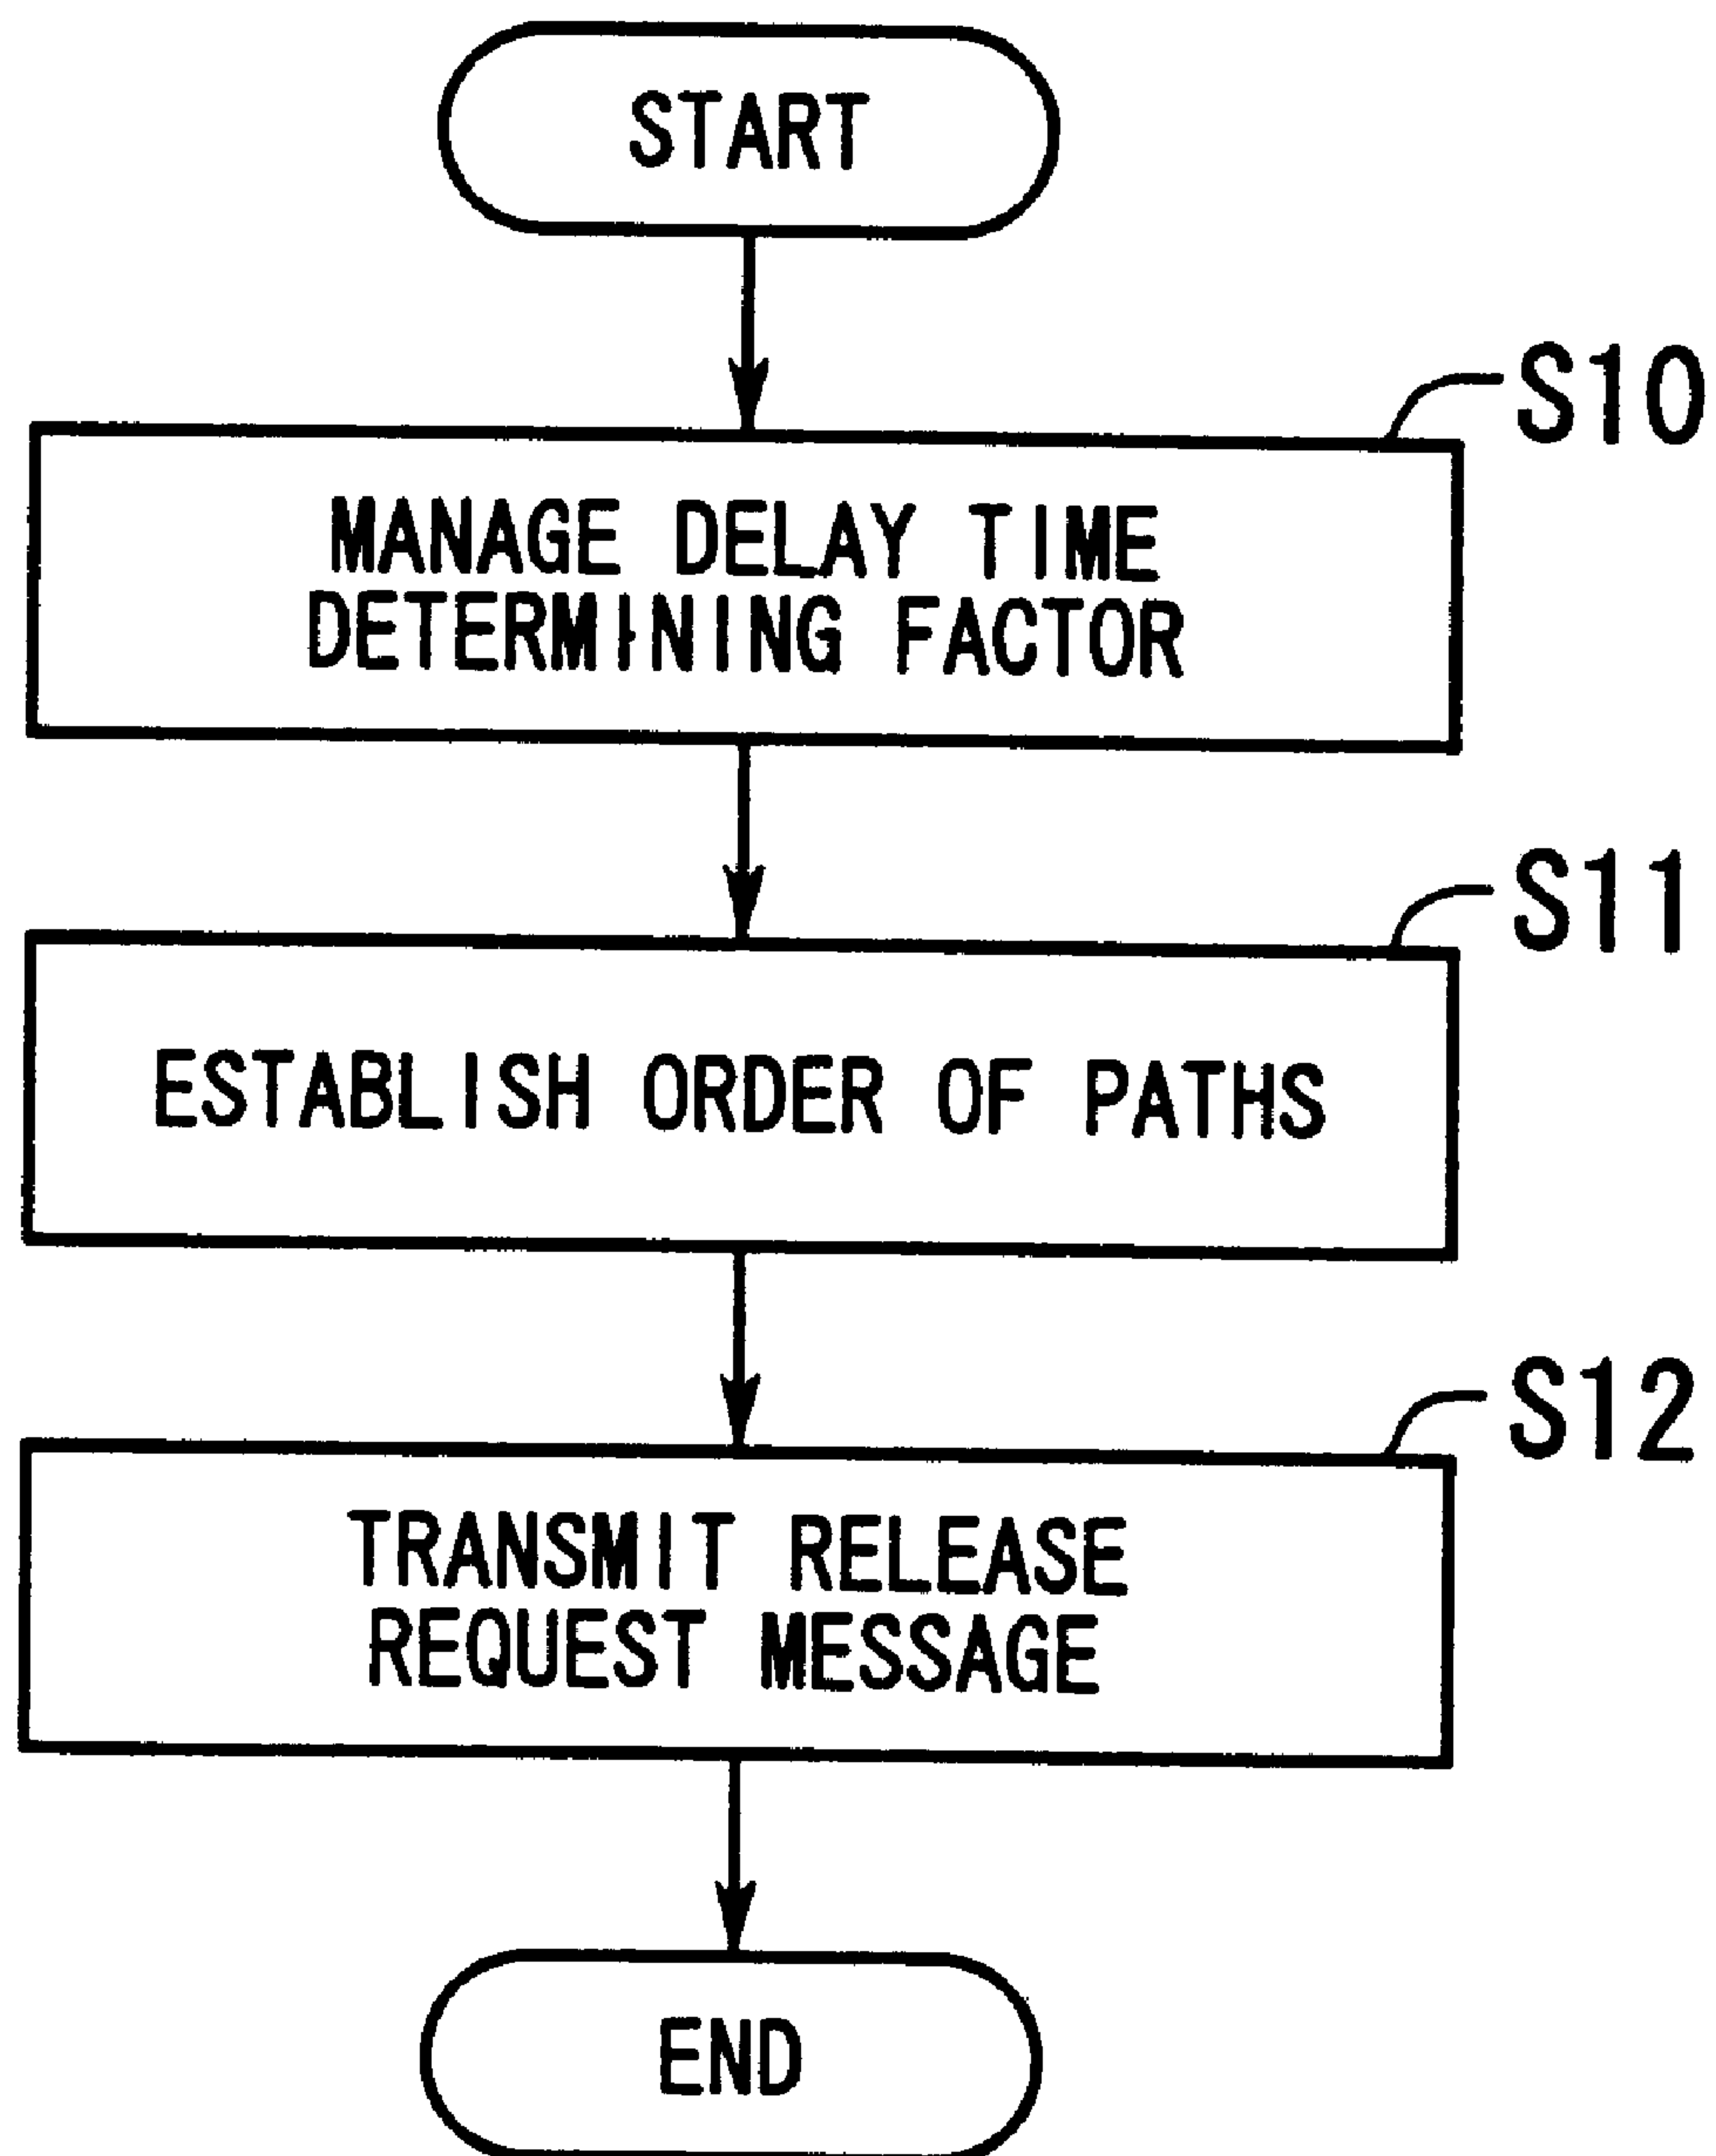 START
S10
MANAGE DELAY TIME
DETERMINING FACTOR
S11
ESTABLISH ORDER OF PATHS
S12
TRANSMIT RELEASE
REQUEST MESSAGE
END